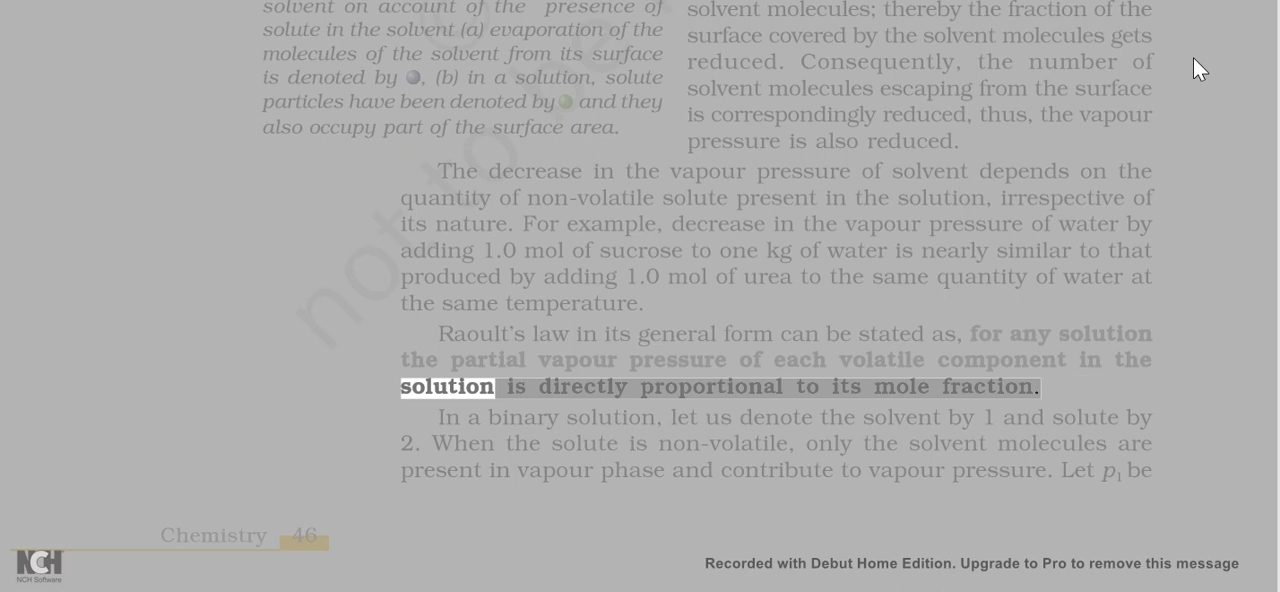 solvent on account of the presence of
solute in the solvent (a) evaporation of the
molecules of the solvent from its surface
is denoted by , (b) in a solution, solute
particles have been denoted by and they
also occupy part of the surface area.
solvent molecules; thereby the fraction of the
surface covered by the solvent molecules gets
reduced. Consequently, the number of
solvent molecules escaping from the surface
is correspondingly reduced, thus, the vapour
pressure is also reduced.
The decrease in the vapour pressure of solvent depends on the
quantity of non-volatile solute present in the solution, irrespective of
its nature. For example, decrease in the vapour pressure of water by
adding 1.0 mol of sucrose to one kg of water is nearly similar to that
produced by adding 1.0 mol of urea to the same quantity of water at
the same temperature.
Raoult's law in its general form can be stated as, for any solution
the partial vapour pressure of each volatile component in the
solution is directly proportional to its mole fraction.
In a binary solution, let us denote the solvent by 1 and solute by
2. When the solute is non-volatile, only the solvent molecules are
present in vapour phase and contribute to vapour pressure. Let p₁ be
Chemistry 46
not to be
NCH
NCH Software
Recorded with Debut Home Edition. Upgrade to Pro to remove this message